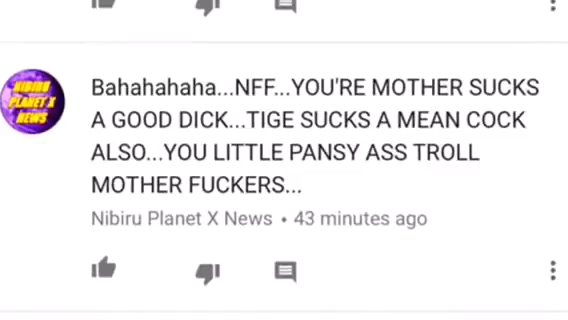 NIBIRU
PLANET X
NEWS
Bahahahaha...NFF...YOU'RE MOTHER SUCKS
A GOOD DICK...TIGE SUCKS A MEAN COCK
ALSO...YOU LITTLE PANSY ASS TROLL
MOTHER FUCKERS...
Nibiru Planet X News • 43 minutes ago